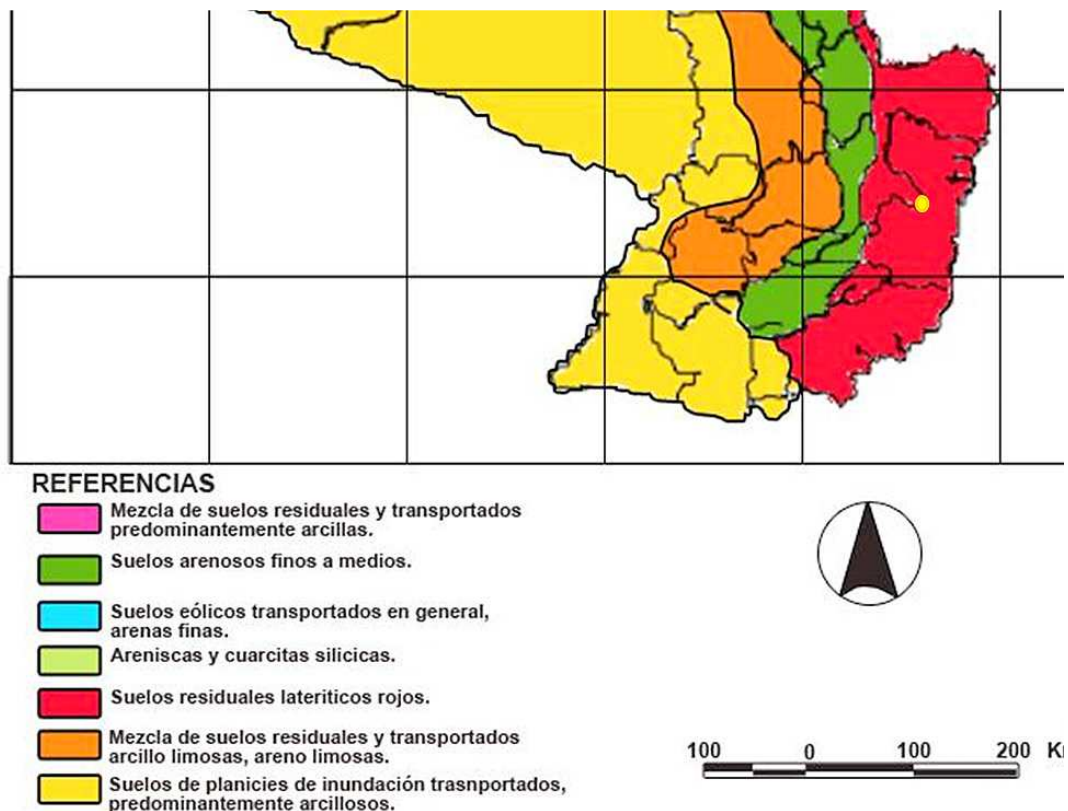 REFERENCIAS
Mezcla de suelos residuales y transportados
predominantemente arcillas.
Suelos arenosos finos a medios.
Suelos eólicos transportados en general,
arenas finas.
Areniscas y cuarcitas silicicas.
Suelos residuales lateriticos rojos.
Mezcla de suelos residuales y transportados
arcillo limosas, areno limosas.
Suelos de planicies de inundación trasnportados,
predominantemente arcillosos.
100 0 100 200